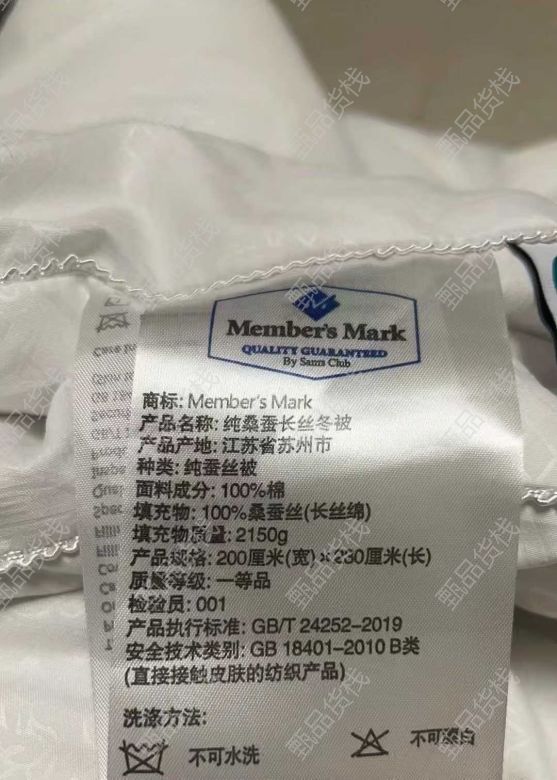 Member's Mark
QUALITY GUARANTEED
By Sam's Club
商标: Member's Mark
产品名称: 纯桑蚕长丝冬被
产品产地: 江苏省苏州市
种类: 纯蚕丝被
面料成分: 100%棉
填充物: 100%桑蚕丝(长丝绵)
填充物质量: 2150g
产品规格: 200厘米(宽)×230厘米(长)
质量等级: 一等品
检验员: 001
产品执行标准: GB/T 24252–2019
安全技术类别: GB 18401–2010 B类
(直接接触皮肤的纺织产品)
洗涤方法:
不可水洗 不可漂白
甄品货栈